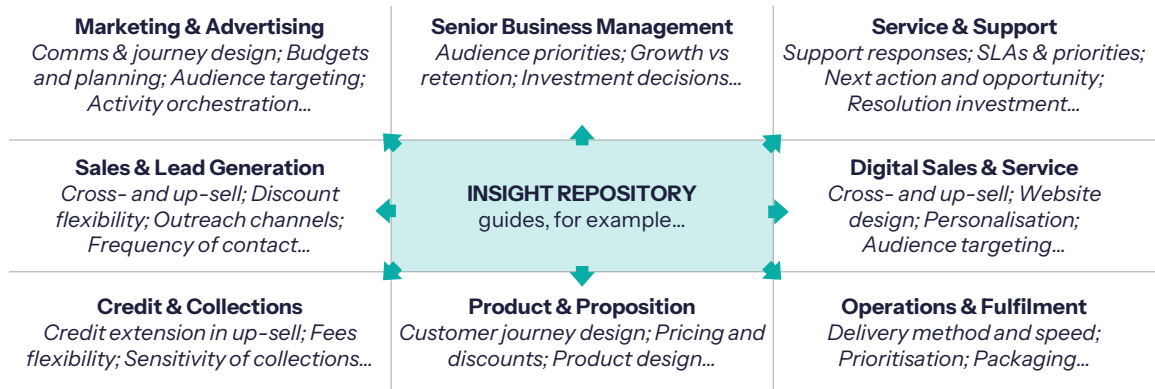 Marketing & Advertising
Comms & journey design; Budgets
and planning; Audience targeting;
Activity orchestration...
Senior Business Management
Audience priorities; Growth vs
retention; Investment decisions...
Service & Support
Support responses; SLAs & priorities;
Next action and opportunity;
Resolution investment...
Sales & Lead Generation
Cross- and up-sell; Discount
flexibility; Outreach channels;
Frequency of contact...
INSIGHT REPOSITORY
guides, for example...
Digital Sales & Service
Cross- and up-sell; Website
design; Personalisation;
Audience targeting...
Credit & Collections
Credit extension in up-sell; Fees
flexibility; Sensitivity of collections...
Product & Proposition
Customer journey design; Pricing and
discounts; Product design...
Operations & Fulfilment
Delivery method and speed;
Prioritisation; Packaging...